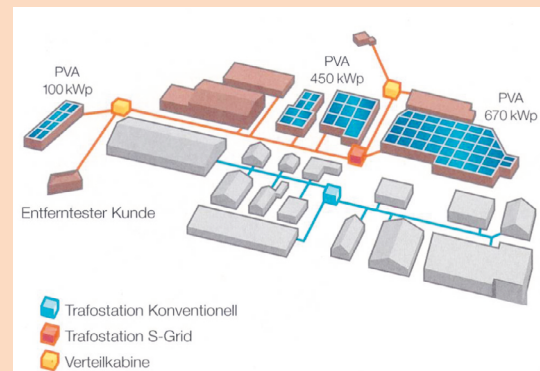 PVA
100 kWp
PVA
450 kWp
PVA
670 kWp
Entferntester Kunde
Trafostation Konventionell
Trafostation S-Grid
Verteilkabine